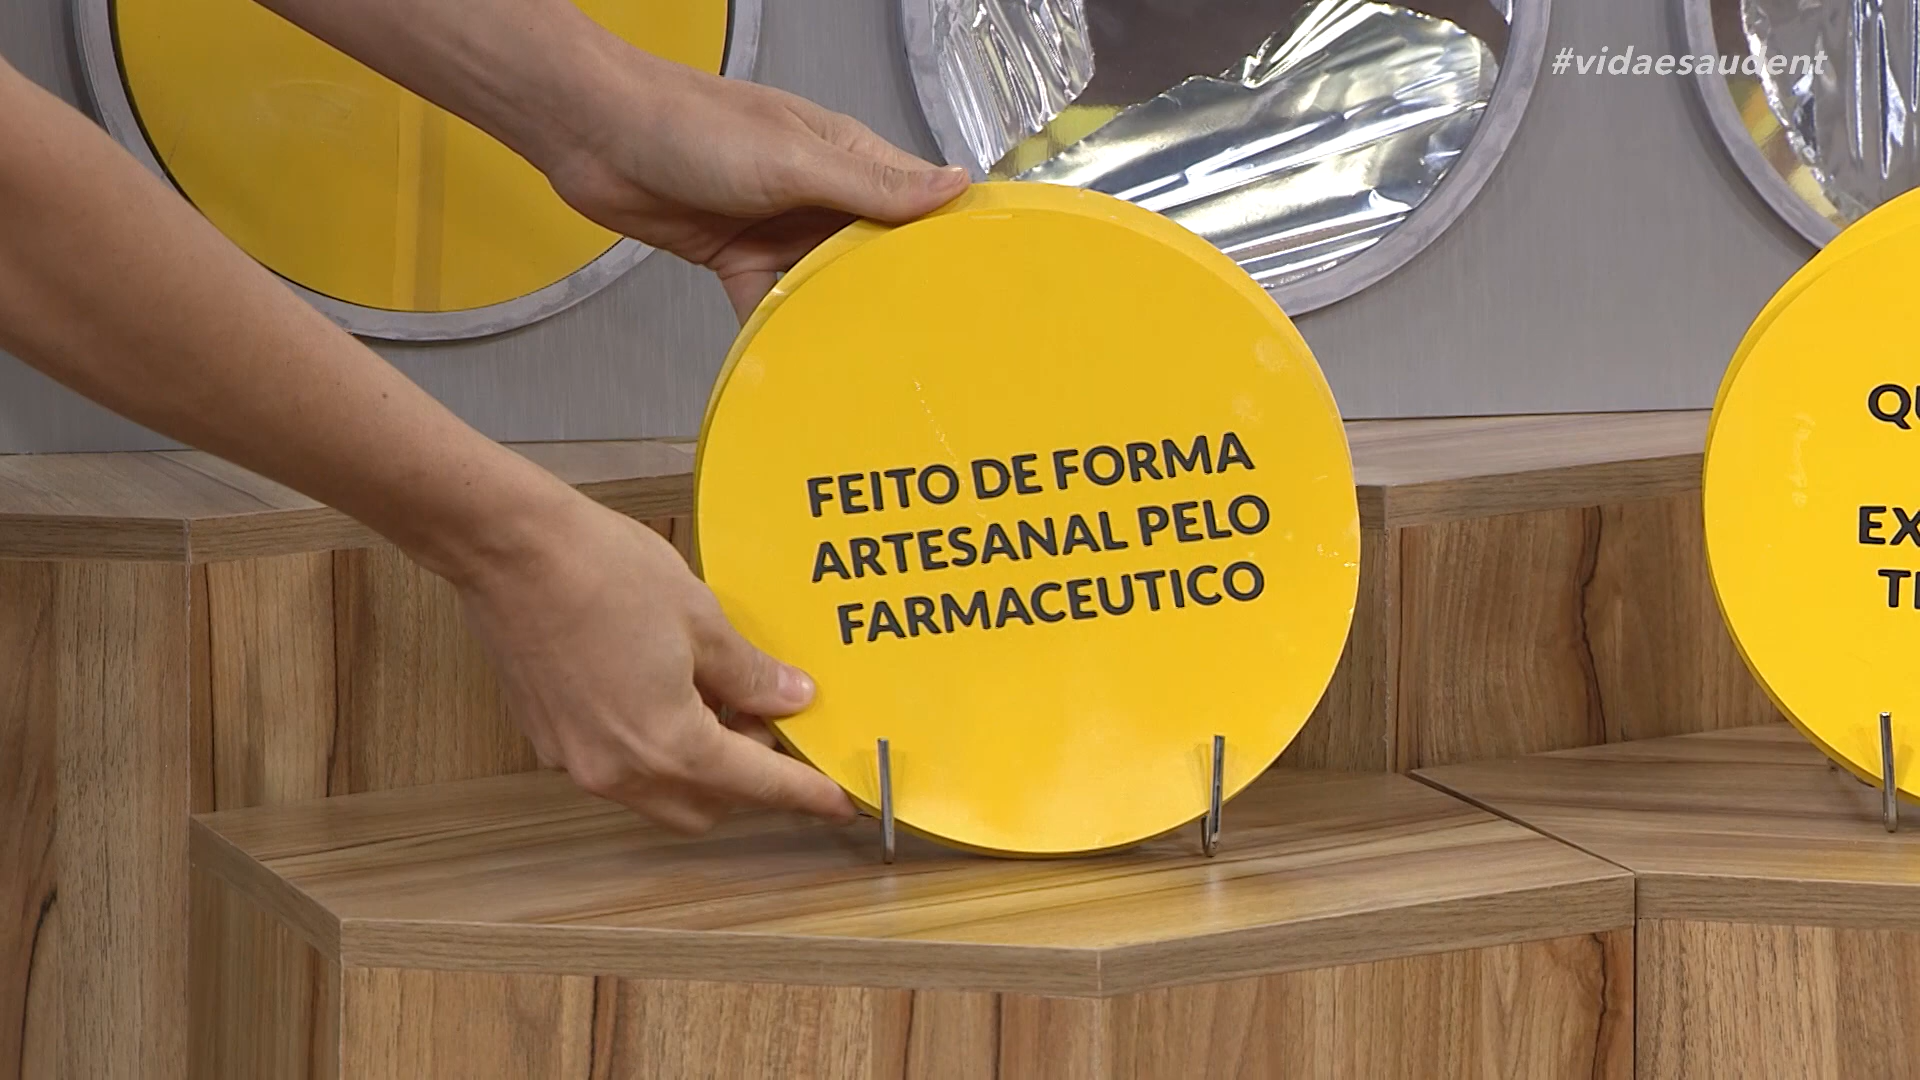 #vidaesaudent
FEITO DE FORMA
ARTESANAL PELO
FARMACEUTICO